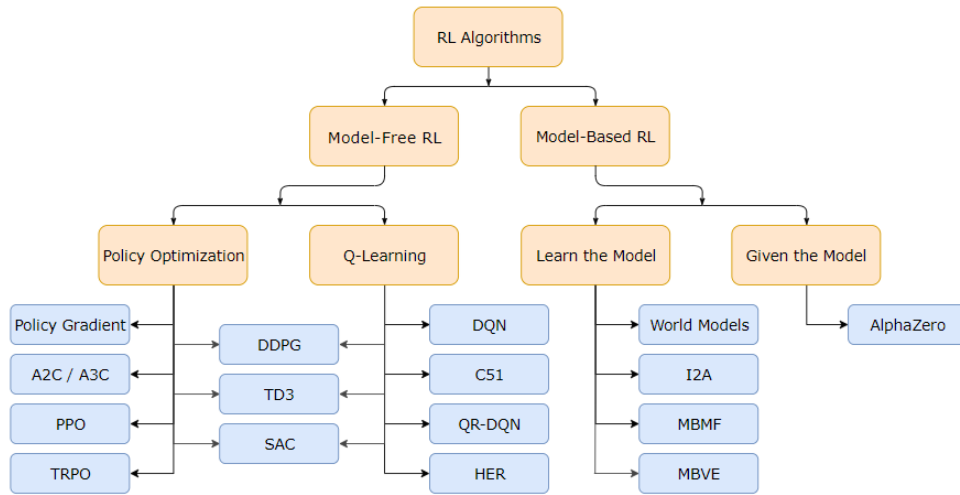 RL Algorithms
Model-Free RL
Model-Based RL
Policy Optimization
Q-Learning
Learn the Model
Given the Model
Policy Gradient
DQN
World Models
AlphaZero
DDPG
A2C / A3C
C51
I2A
TD3
PPO
QR-DQN
MBMF
SAC
TRPO
HER
MBVE